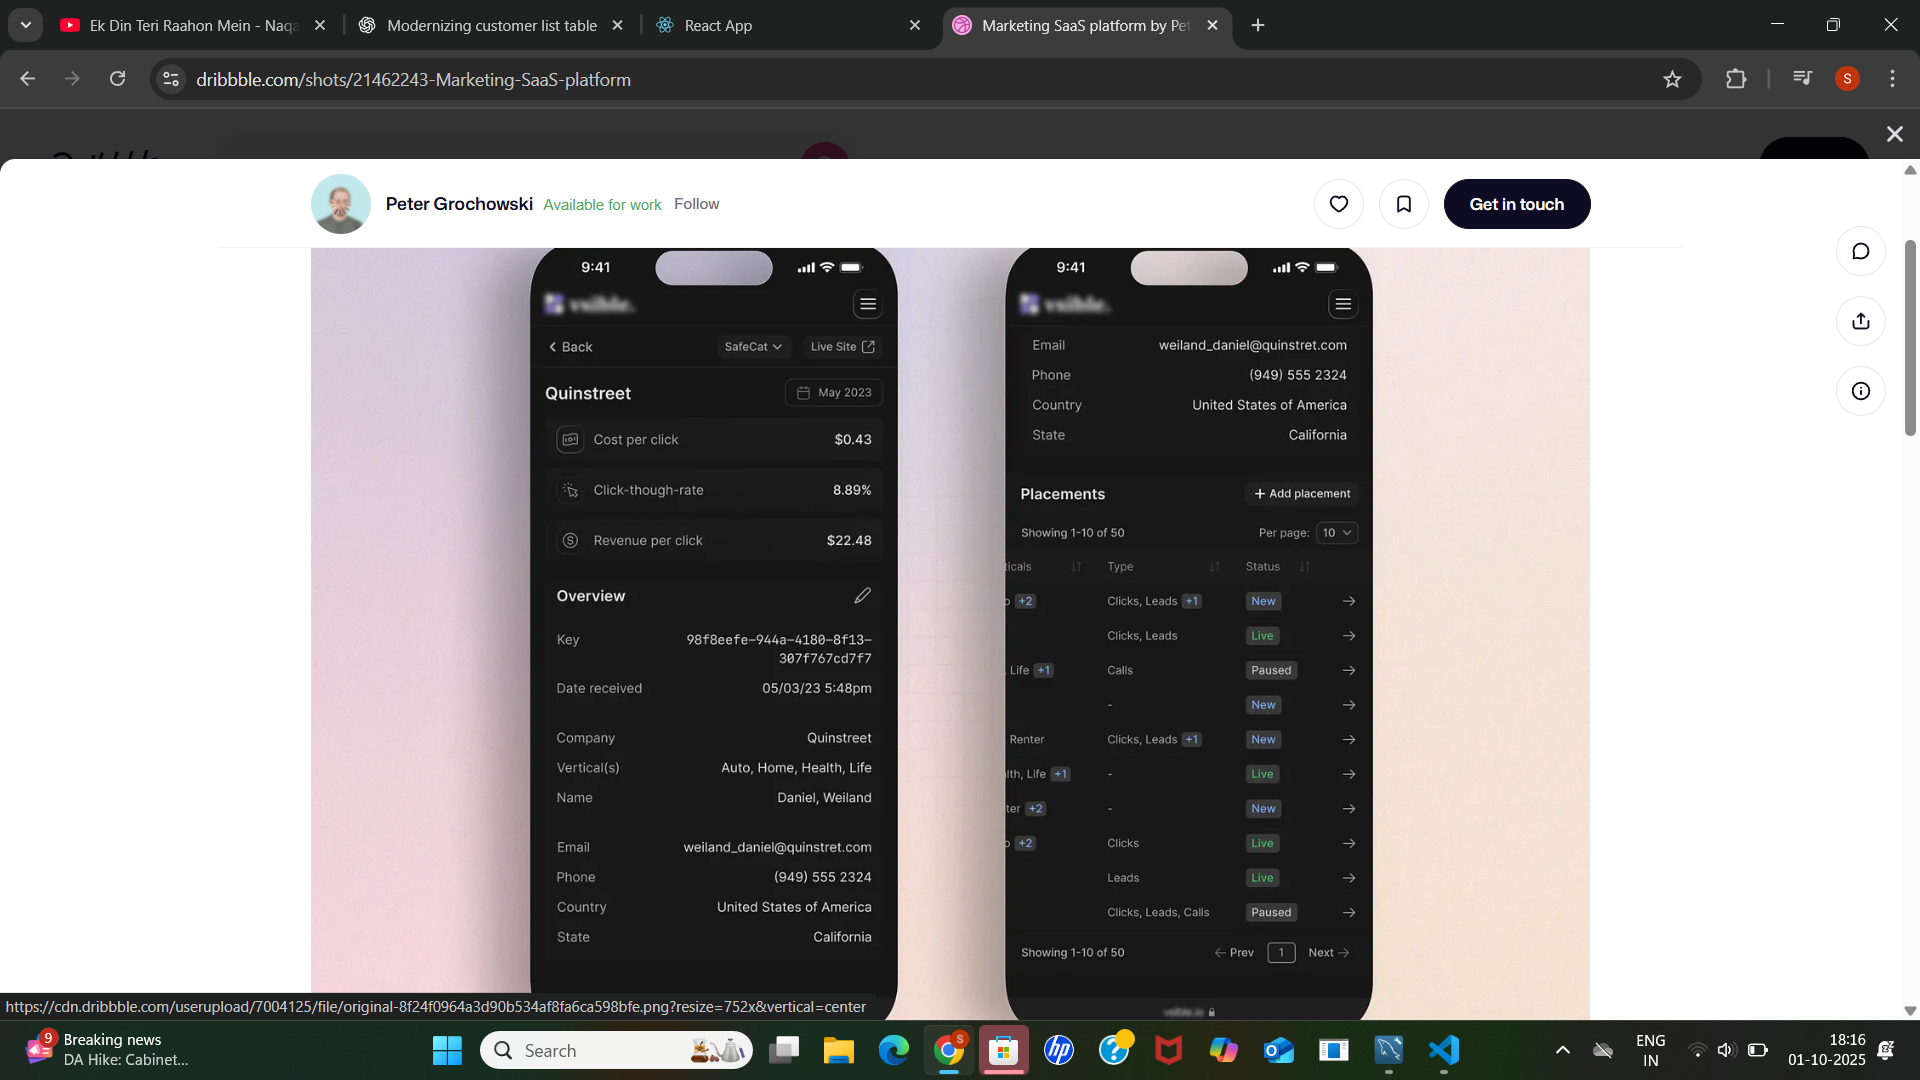 Ek Din Teri Raahon Mein - Naqa
Modernizing customer list table
React App
Marketing SaaS platform by Pet
dribbble.com/shots/21462243-Marketing-SaaS-platform
S
Peter Grochowski Available for work Follow
Get in touch
9:41
Back
SafeCat
Live Site
Quinstreet
May 2023
Cost per click $0.43
Click-though-rate 8.89%
Revenue per click $22.48
Overview
Key 98f8eefe-944a-4180-8f13-
307f767cd7f7
Date received 05/03/23 5:48pm
Company Quinstreet
Vertical(s) Auto, Home, Health, Life
Name Daniel, Weiland
Email weiland_daniel@quinstret.com
Phone (949) 555 2324
Country United States of America
State California
9:41
Email weiland_daniel@quinstret.com
Phone (949) 555 2324
Country United States of America
State California
Placements + Add placement
Showing 1-10 of 50 Per page: 10
ticals Type Status
o +2 Clicks, Leads +1 New
Clicks, Leads Live
, Life +1 Calls Paused
- New
Renter Clicks, Leads +1 New
lth, Life +1 - Live
ter +2 - New
o +2 Clicks Live
Leads Live
Clicks, Leads, Calls Paused
Showing 1-10 of 50 Prev 1 Next
https://cdn.dribbble.com/userupload/7004125/file/original-8f24f0964a3d90b534af8fa6ca598bfe.png?resize=752x&vertical=center
9
Breaking news
DA Hike: Cabinet...
Search
S
hp
ENG
IN
18:16
01-10-2025